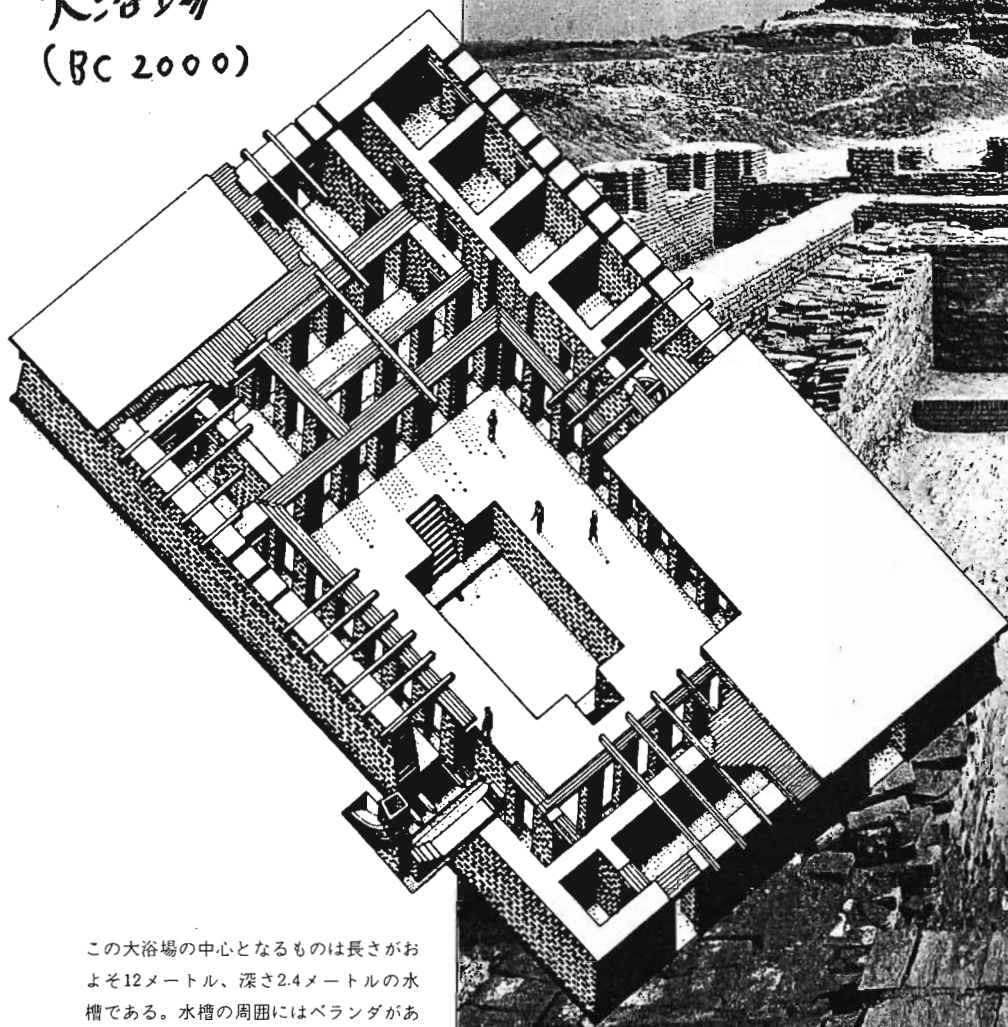 大浴場
(BC 2000)
この大浴場の中心となるものは長さがお
よそ12メートル、深さ2.4メートルの水
槽である。水槽の周囲にはベランダがあ